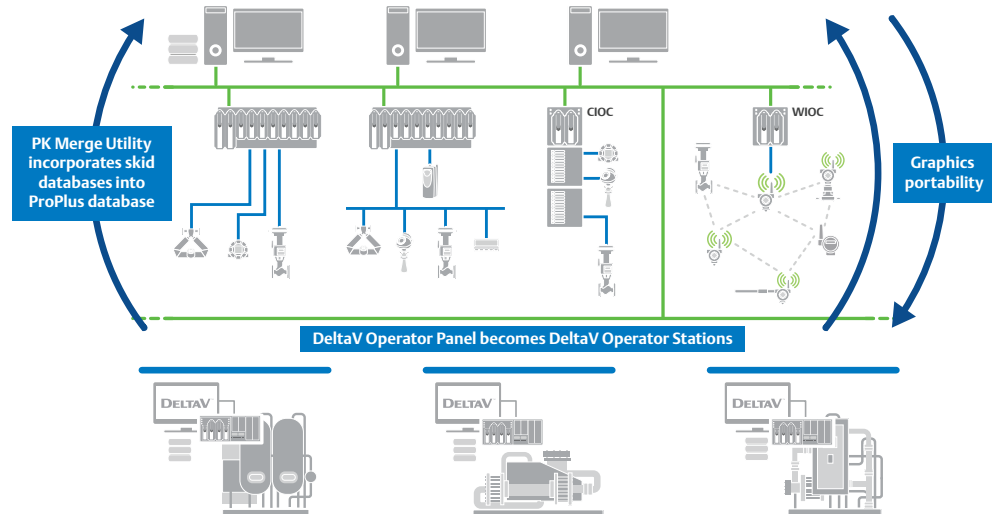 CIOC
WIOC
PK Merge Utility
incorporates skid
databases into
ProPlus database
Graphics
portability
DeltaV Operator Panel becomes DeltaV Operator Stations
DELTAV
DELTAV
DELTAV